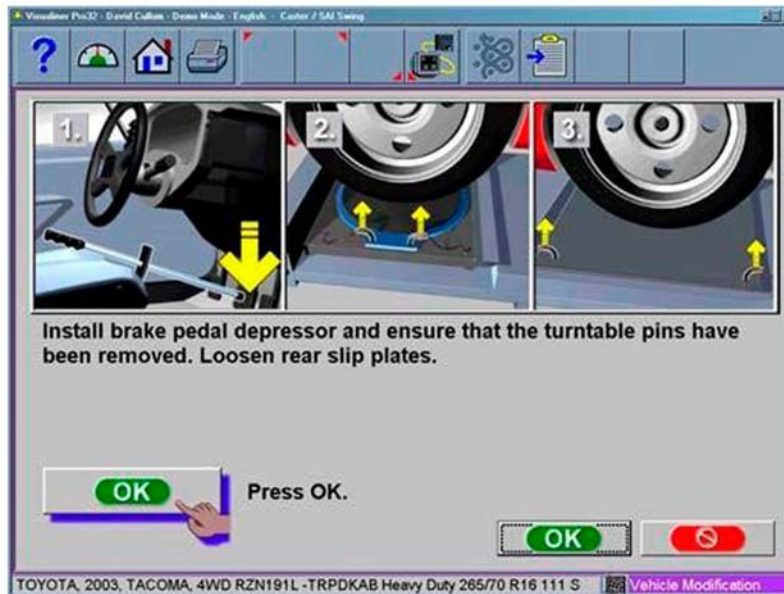 Visualiner Pro32 - David Cullum - Demo Mode - English - Caster / SAI Swing
?
1.
2.
3.
Install brake pedal depressor and ensure that the turntable pins have
been removed. Loosen rear slip plates.
OK
Press OK.
OK
TOYOTA, 2003, TACOMA, 4WD RZN191L -TRPDKAB Heavy Duty 265/70 R16 111 S
Vehicle Modification